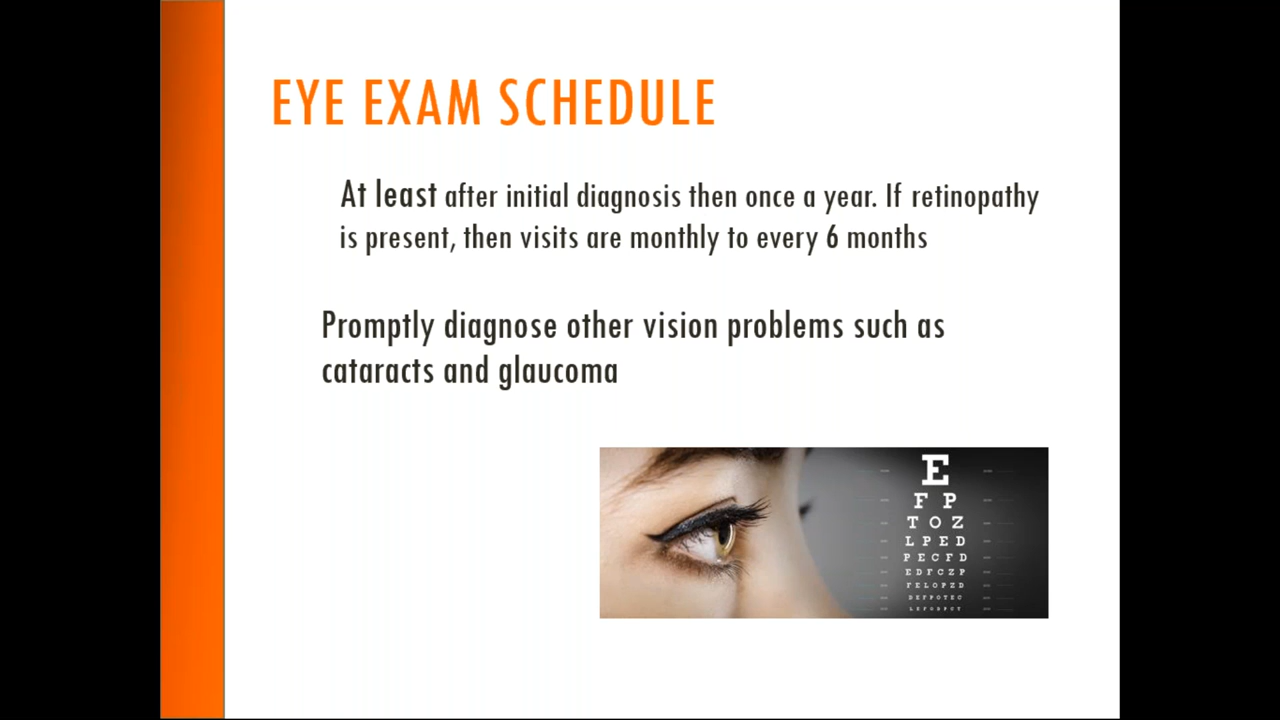 EYE EXAM SCHEDULE
At least after initial diagnosis then once a year. If retinopathy
is present, then visits are monthly to every 6 months
Promptly diagnose other vision problems such as
cataracts and glaucoma
E
F P
T O Z
L P E D
P E C F D
E D F C Z P
F E L O P Z D
D E F P O T E C